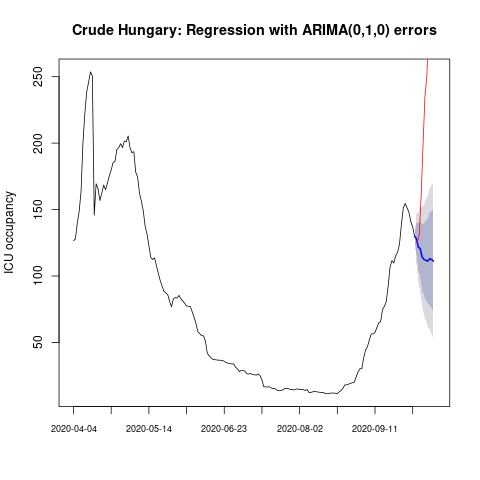 Crude Hungary: Regression with ARIMA(0,1,0) errors
ICU occupancy
250
200
150
100
50
2020-04-04 2020-05-14 2020-06-23 2020-08-02 2020-09-11